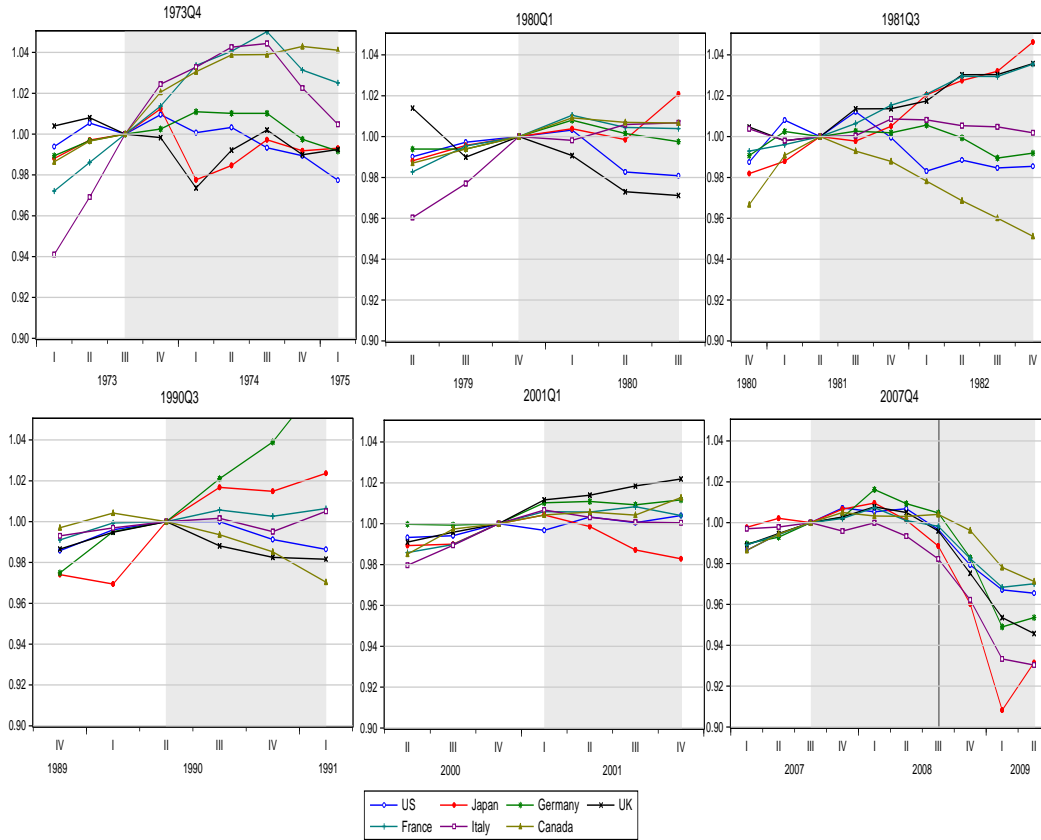 1973Q4
1.04
1.02
1.00
0.98
0.96
0.94
0.92
0.90
I II III IV I II III IV I
1973 1974 1975
1980Q1
1.04
1.02
1.00
0.98
0.96
0.94
0.92
0.90
II III IV I II III
1979 1980
1981Q3
1.04
1.02
1.00
0.98
0.96
0.94
0.92
0.90
IV I II III IV I II III IV
1980 1981 1982
1990Q3
1.04
1.02
1.00
0.98
0.96
0.94
0.92
0.90
IV I II III IV I
1989 1990 1991
2001Q1
1.04
1.02
1.00
0.98
0.96
0.94
0.92
0.90
II III IV I II III IV
2000 2001
2007Q4
1.04
1.02
1.00
0.98
0.96
0.94
0.92
0.90
I II III IV I II III IV I II
2007 2008 2009
US Japan Germany UK
France Italy Canada